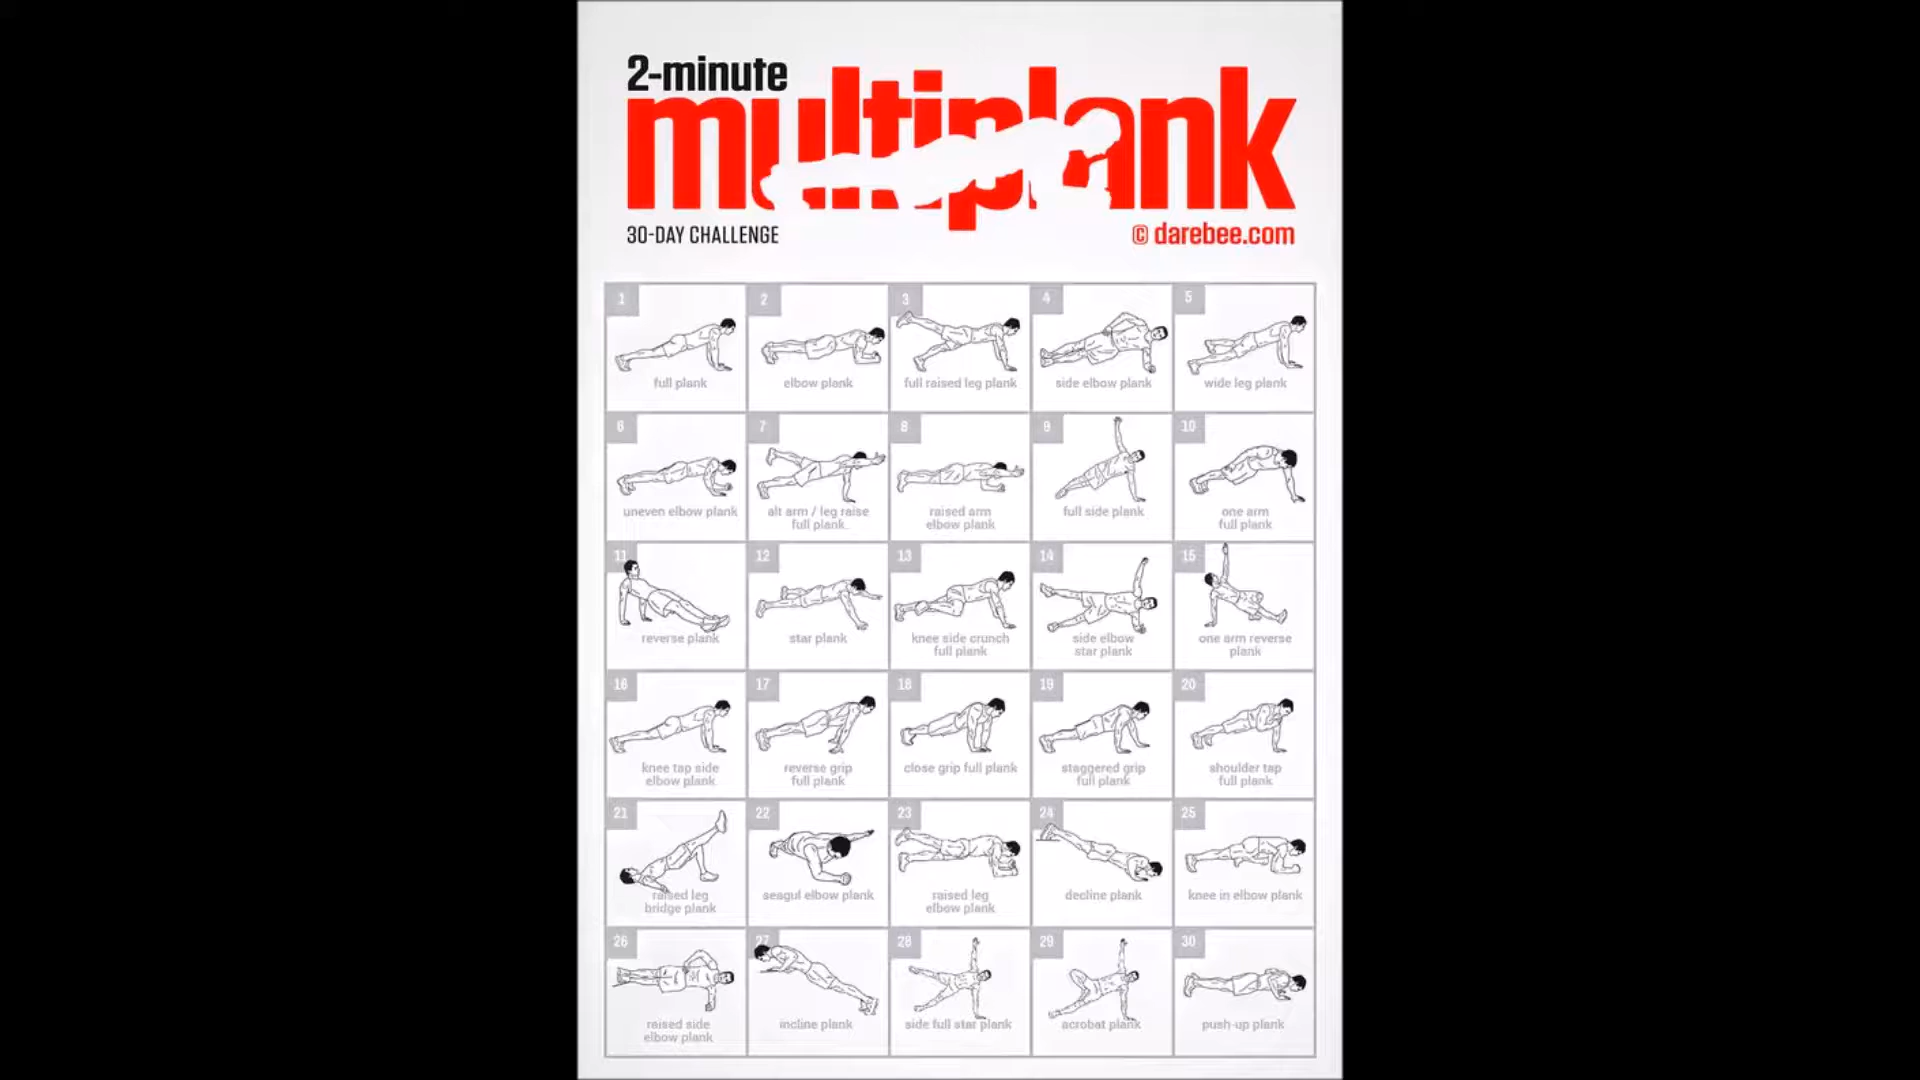 2-minute
multiplank
30-DAY CHALLENGE
© darebee.com
1
full plank
2
elbow plank
3
full raised leg plank
4
side elbow plank
5
wide leg plank
6
uneven elbow plank
7
alt arm / leg raise
full plank
8
raised arm
elbow plank
9
full side plank
10
one arm
full plank
11
reverse plank
12
star plank
13
knee side crunch
full plank
14
side elbow
star plank
15
one arm reverse
plank
16
knee tap side
elbow plank
17
reverse grip
full plank
18
close grip full plank
19
staggered grip
full plank
20
shoulder tap
full plank
21
raised leg
bridge plank
22
seagul elbow plank
23
raised leg
elbow plank
24
decline plank
25
knee in elbow plank
26
raised side
elbow plank
27
incline plank
28
side full star plank
29
acrobat plank
30
push-up plank